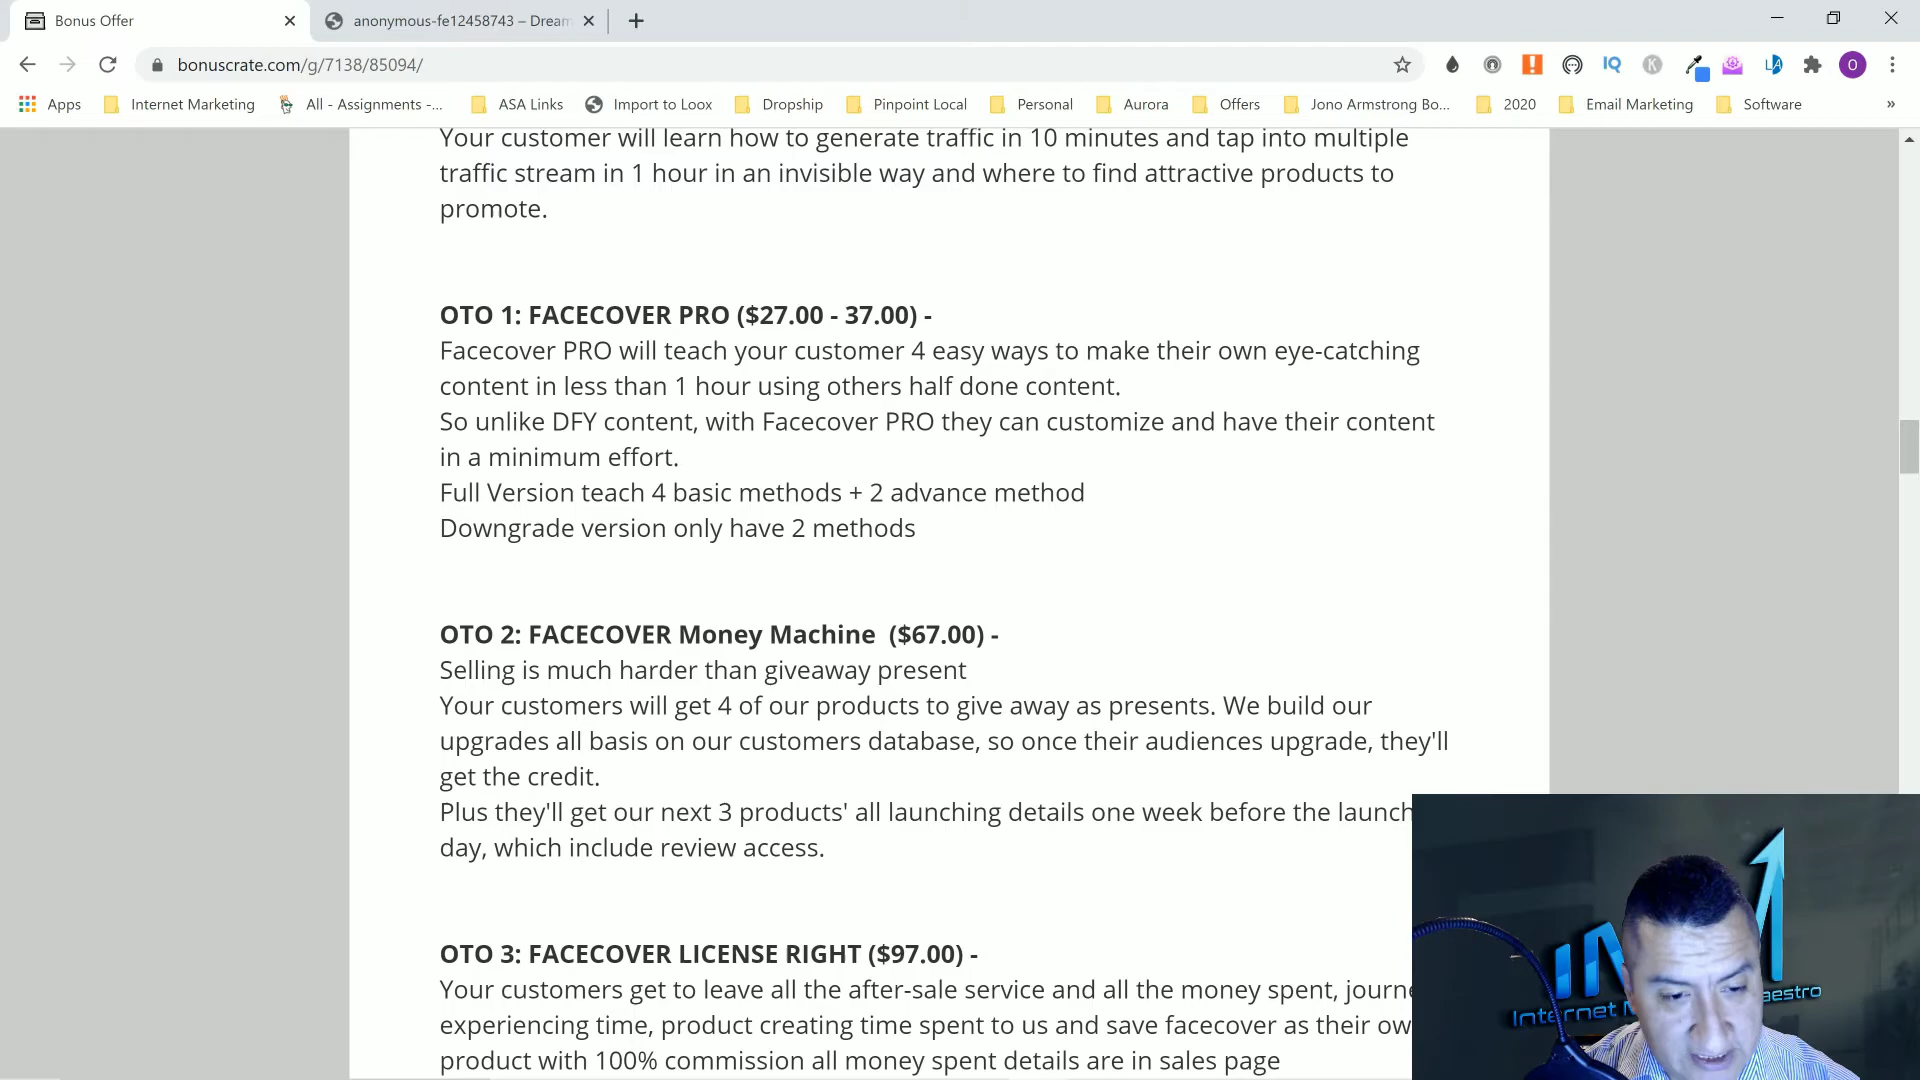 Bonus Offer
anonymous-fe12458743 – Dream
bonuscrate.com/g/7138/85094/
IQ
K
LA
O
Apps
Internet Marketing
All - Assignments -...
ASA Links
Import to Loox
Dropship
Pinpoint Local
Personal
Aurora
Offers
Jono Armstrong Bo...
2020
Email Marketing
Software
»
Your customer will learn how to generate traffic in 10 minutes and tap into multiple
traffic stream in 1 hour in an invisible way and where to find attractive products to
promote.
OTO 1: FACECOVER PRO ($27.00 - 37.00) -
Facecover PRO will teach your customer 4 easy ways to make their own eye-catching
content in less than 1 hour using others half done content.
So unlike DFY content, with Facecover PRO they can customize and have their content
in a minimum effort.
Full Version teach 4 basic methods + 2 advance method
Downgrade version only have 2 methods
OTO 2: FACECOVER Money Machine ($67.00) -
Selling is much harder than giveaway present
Your customers will get 4 of our products to give away as presents. We build our
upgrades all basis on our customers database, so once their audiences upgrade, they'll
get the credit.
Plus they'll get our next 3 products' all launching details one week before the launch
day, which include review access.
OTO 3: FACECOVER LICENSE RIGHT ($97.00) -
Your customers get to leave all the after-sale service and all the money spent, journe
experiencing time, product creating time spent to us and save facecover as their ow
product with 100% commission all money spent details are in sales page
Internet M aestro